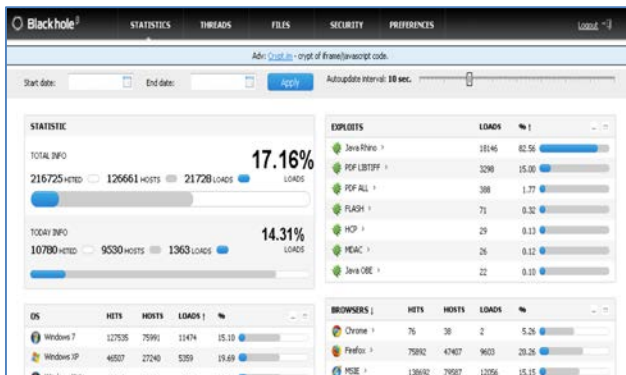 Blackhole β STATISTICS THREADS FILES SECURITY PREFERENCES Logout
Adv: Crypt.im - crypt of iframe/javascript code.
Start date: End date: Apply Autoupdate interval: 10 sec.
STATISTIC
TOTAL INFO
17.16%
216725 HITED 126661 HOSTS 21728 LOADS LOADS
TODAY INFO
14.31%
10780 HITED 9530 HOSTS 1363 LOADS LOADS
EXPLOITS LOADS %
Java Rhino 18146 82.56
PDF LIBTIFF 3298 15.00
PDF ALL 388 1.77
FLASH 71 0.32
HCP 29 0.13
MDAC 26 0.12
Java OBE 22 0.10
OS HITS HOSTS LOADS ↑ %
Windows 7 127535 75991 11474 15.10
Windows XP 46507 27240 5359 19.69
BROWSERS ↓ HITS HOSTS LOADS %
Chrome 76 38 2 5.26
Firefox 75892 47407 9603 20.26
MSIE 138692 79587 12056 15.15